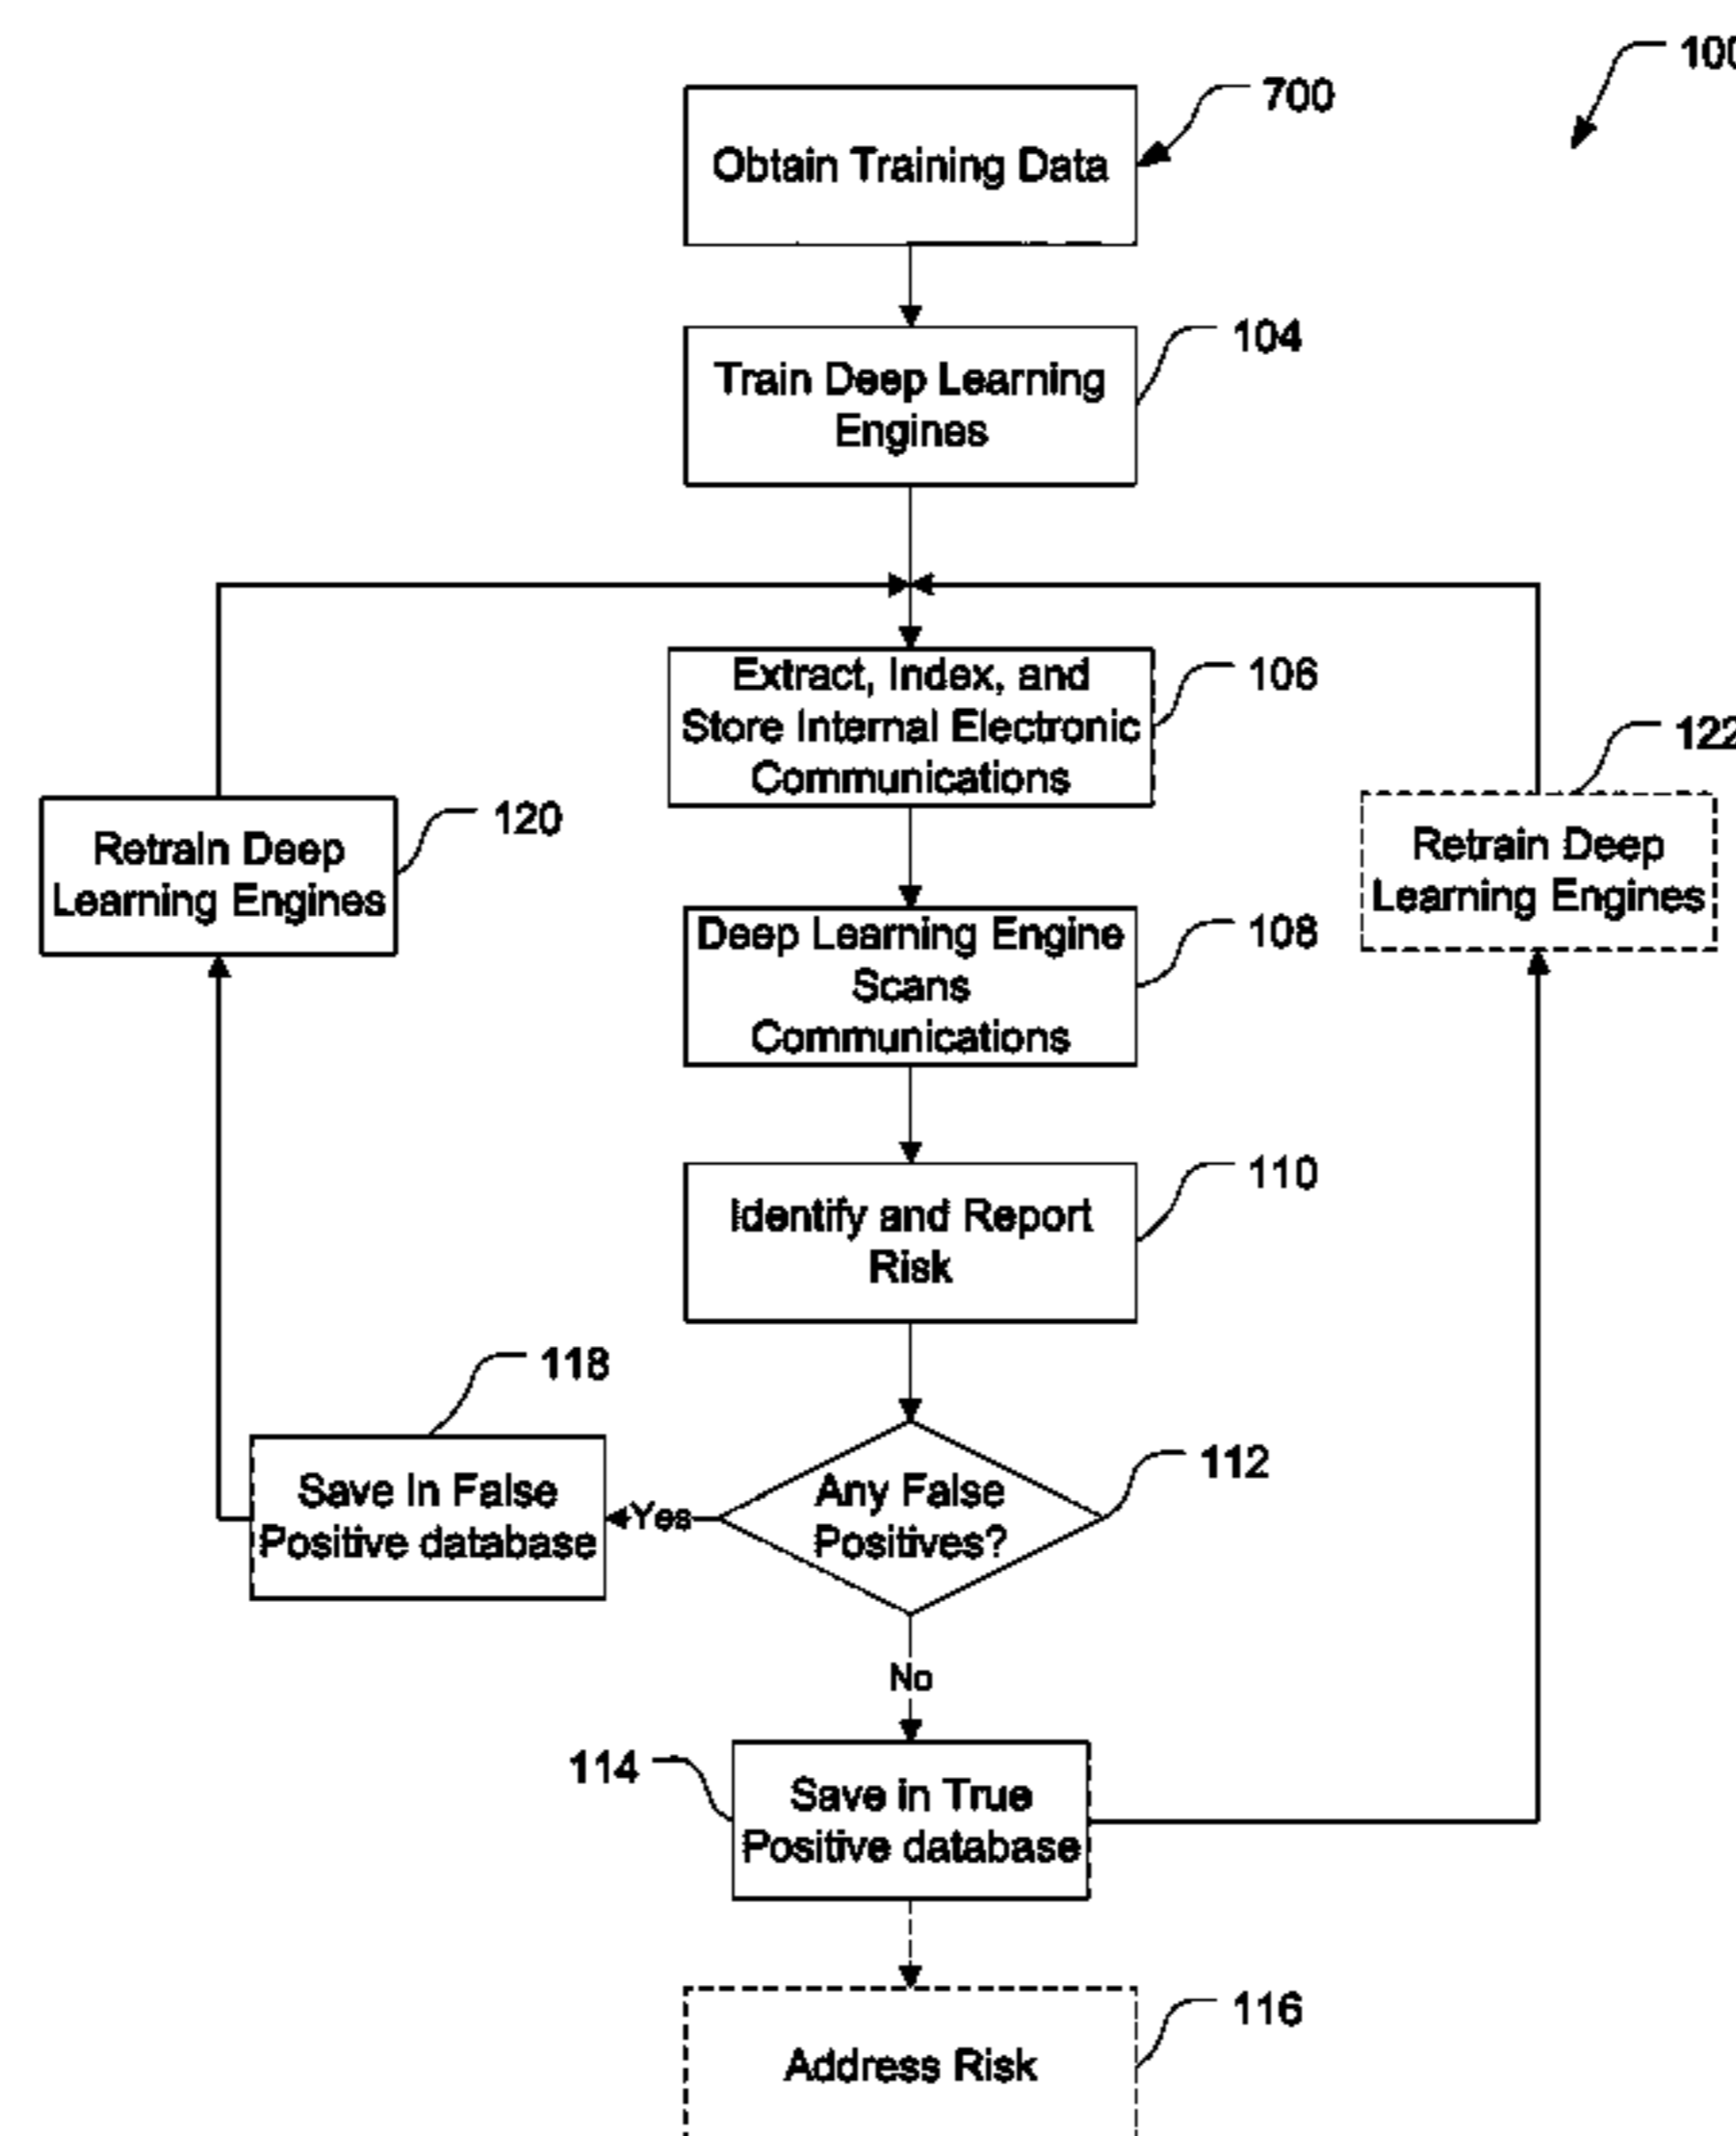 100
700
Obtain Training Data
104
Train Deep Learning
Engines
106
Extract, Index, and
Store Internal Electronic
Communications
122
120
Retrain Deep
Learning Engines
Retrain Deep
Learning Engines
108
Deep Learning Engine
Scans
Communications
110
Identify and Report
Risk
118
112
Any False
Positives?
Yes
Save In False
Positive database
No
114
Save in True
Positive database
116
Address Risk